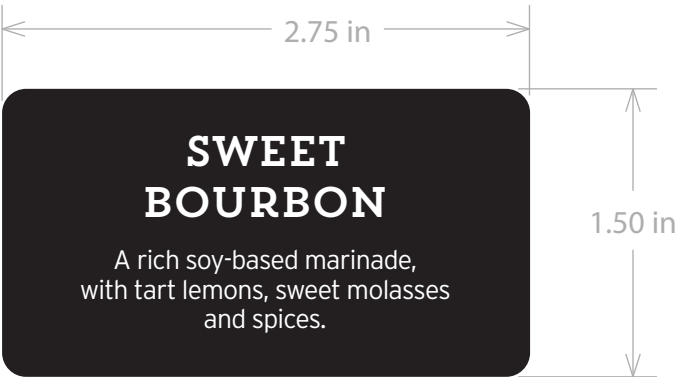 2.75 in
SWEET
BOURBON
1.50 in
A rich soy-based marinade,
with tart lemons, sweet molasses
and spices.